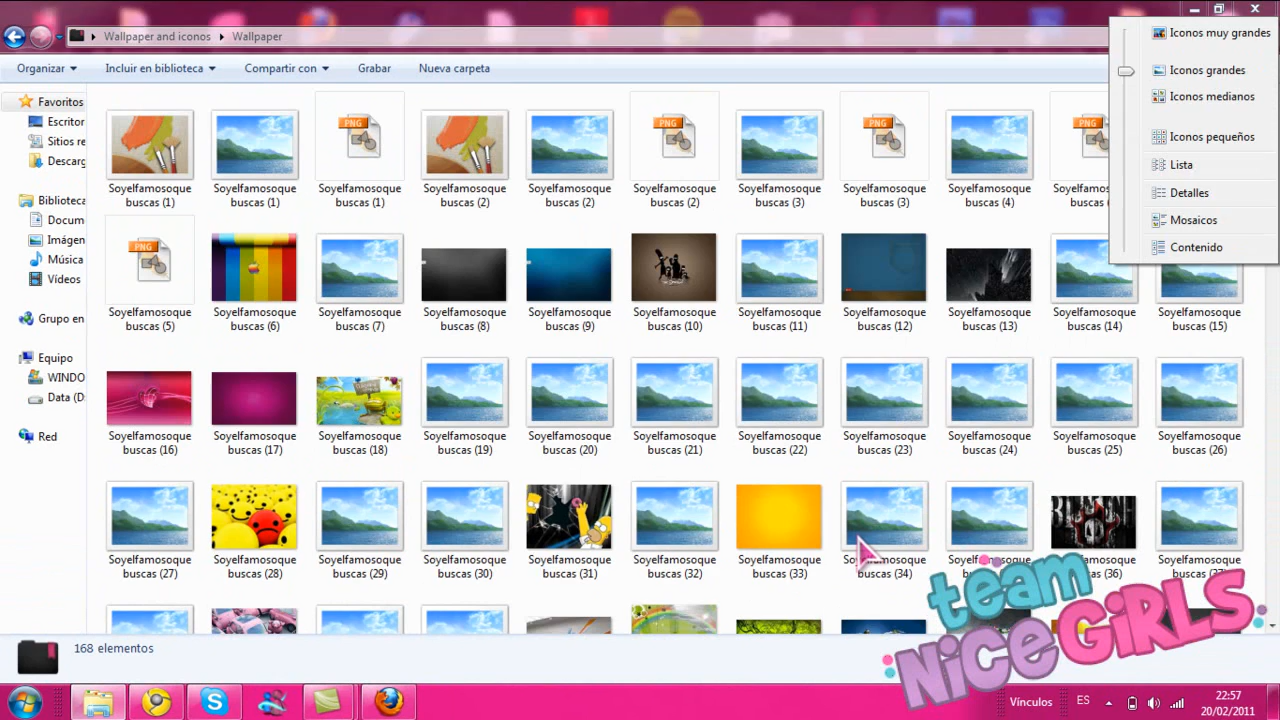 Wallpaper and iconos
Wallpaper
Organizar
Incluir en biblioteca
Compartir con
Grabar
Nueva carpeta
Iconos muy grandes
Iconos grandes
Iconos medianos
Iconos pequeños
Lista
Detalles
Mosaicos
Contenido
Favoritos
Escritor
Sitios re
Descarg
Biblioteca
Docum
Imágen
Música
Vídeos
Grupo en
Equipo
WINDO
Data (D:
Red
PNG
PNG
PNG
PNG
Soyelfamosoque
buscas (1)
Soyelfamosoque
buscas (1)
Soyelfamosoque
buscas (1)
Soyelfamosoque
buscas (2)
Soyelfamosoque
buscas (2)
Soyelfamosoque
buscas (2)
Soyelfamosoque
buscas (3)
Soyelfamosoque
buscas (3)
Soyelfamosoque
buscas (4)
Soyelfamosc
buscas
PNG
Soyelfamosoque
buscas (5)
Soyelfamosoque
buscas (6)
Soyelfamosoque
buscas (7)
Soyelfamosoque
buscas (8)
Soyelfamosoque
buscas (9)
Soyelfamosoque
buscas (10)
Soyelfamosoque
buscas (11)
Soyelfamosoque
buscas (12)
Soyelfamosoque
buscas (13)
Soyelfamosoque
buscas (14)
Soyelfamosoque
buscas (15)
Soyelfamosoque
buscas (16)
Soyelfamosoque
buscas (17)
Soyelfamosoque
buscas (18)
Soyelfamosoque
buscas (19)
Soyelfamosoque
buscas (20)
Soyelfamosoque
buscas (21)
Soyelfamosoque
buscas (22)
Soyelfamosoque
buscas (23)
Soyelfamosoque
buscas (24)
Soyelfamosoque
buscas (25)
Soyelfamosoque
buscas (26)
Soyelfamosoque
buscas (27)
Soyelfamosoque
buscas (28)
Soyelfamosoque
buscas (29)
Soyelfamosoque
buscas (30)
Soyelfamosoque
buscas (31)
Soyelfamosoque
buscas (32)
Soyelfamosoque
buscas (33)
Soyelfamosoque
buscas (34)
Soyelfamosoque
Soyelfamosoque
(36)
Soyelfamosoque
team
NiCe GiRLS
168 elementos
Vínculos
ES
22:57
20/02/2011